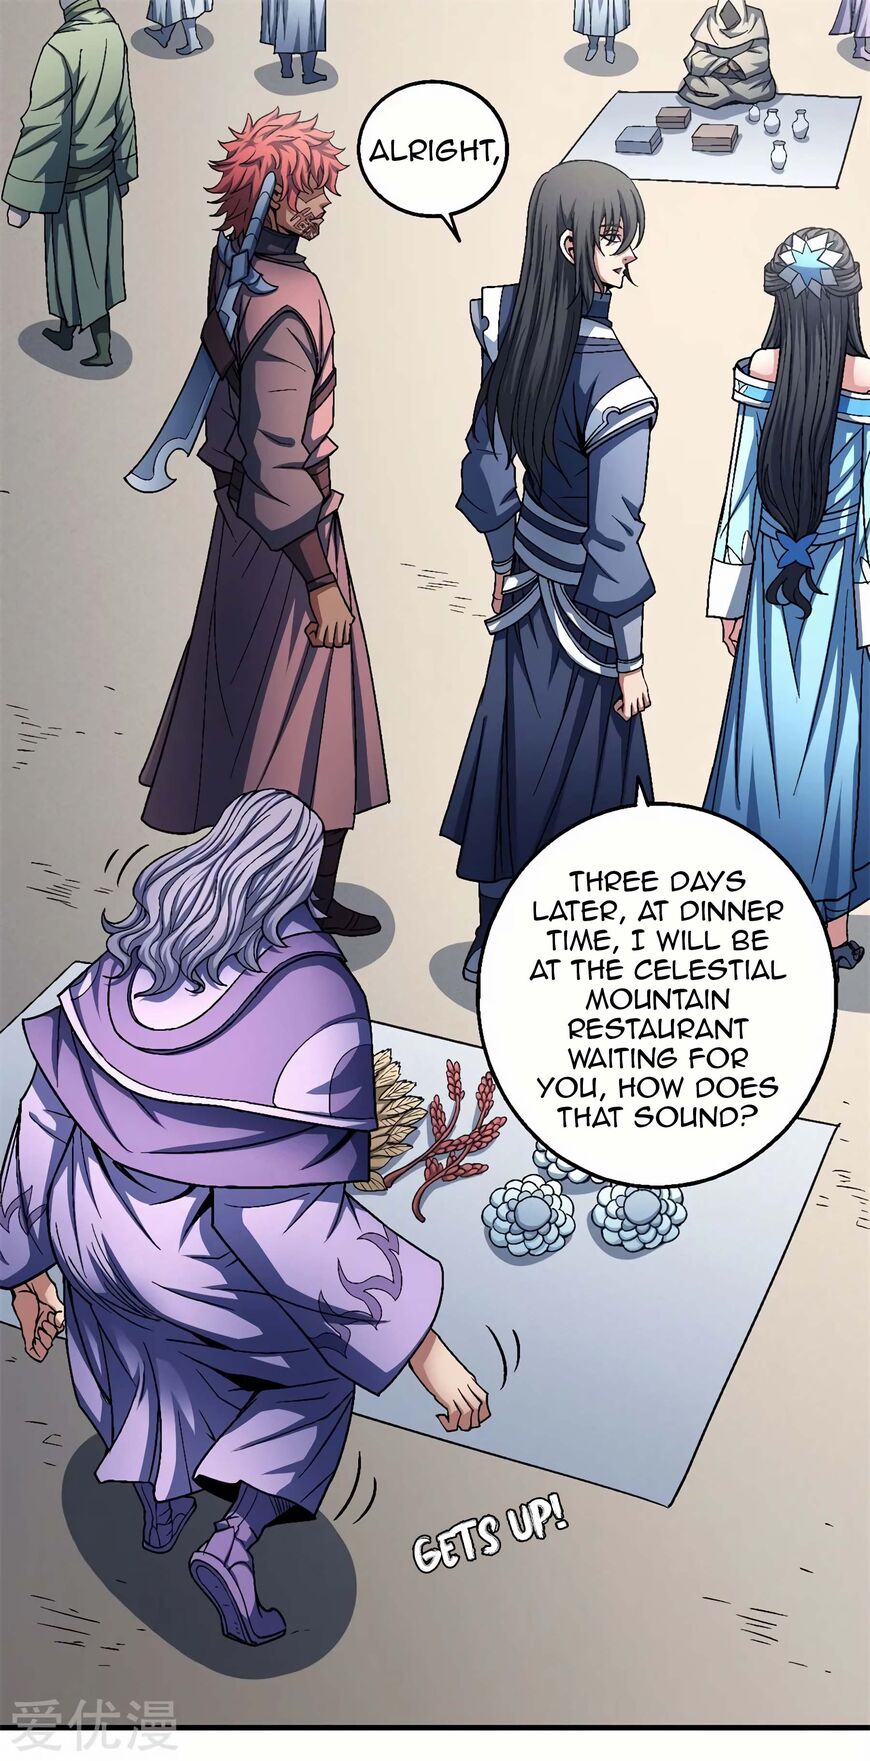 ALRIGHT,
THREE DAYS
LATER, AT DINNER
TIME, I WILL BE
AT THE CELESTIAL
MOUNTAIN
RESTAURANT
WAITING FOR
YOU, HOW DOES
THAT SOUND?
GETS UP!
爱优漫